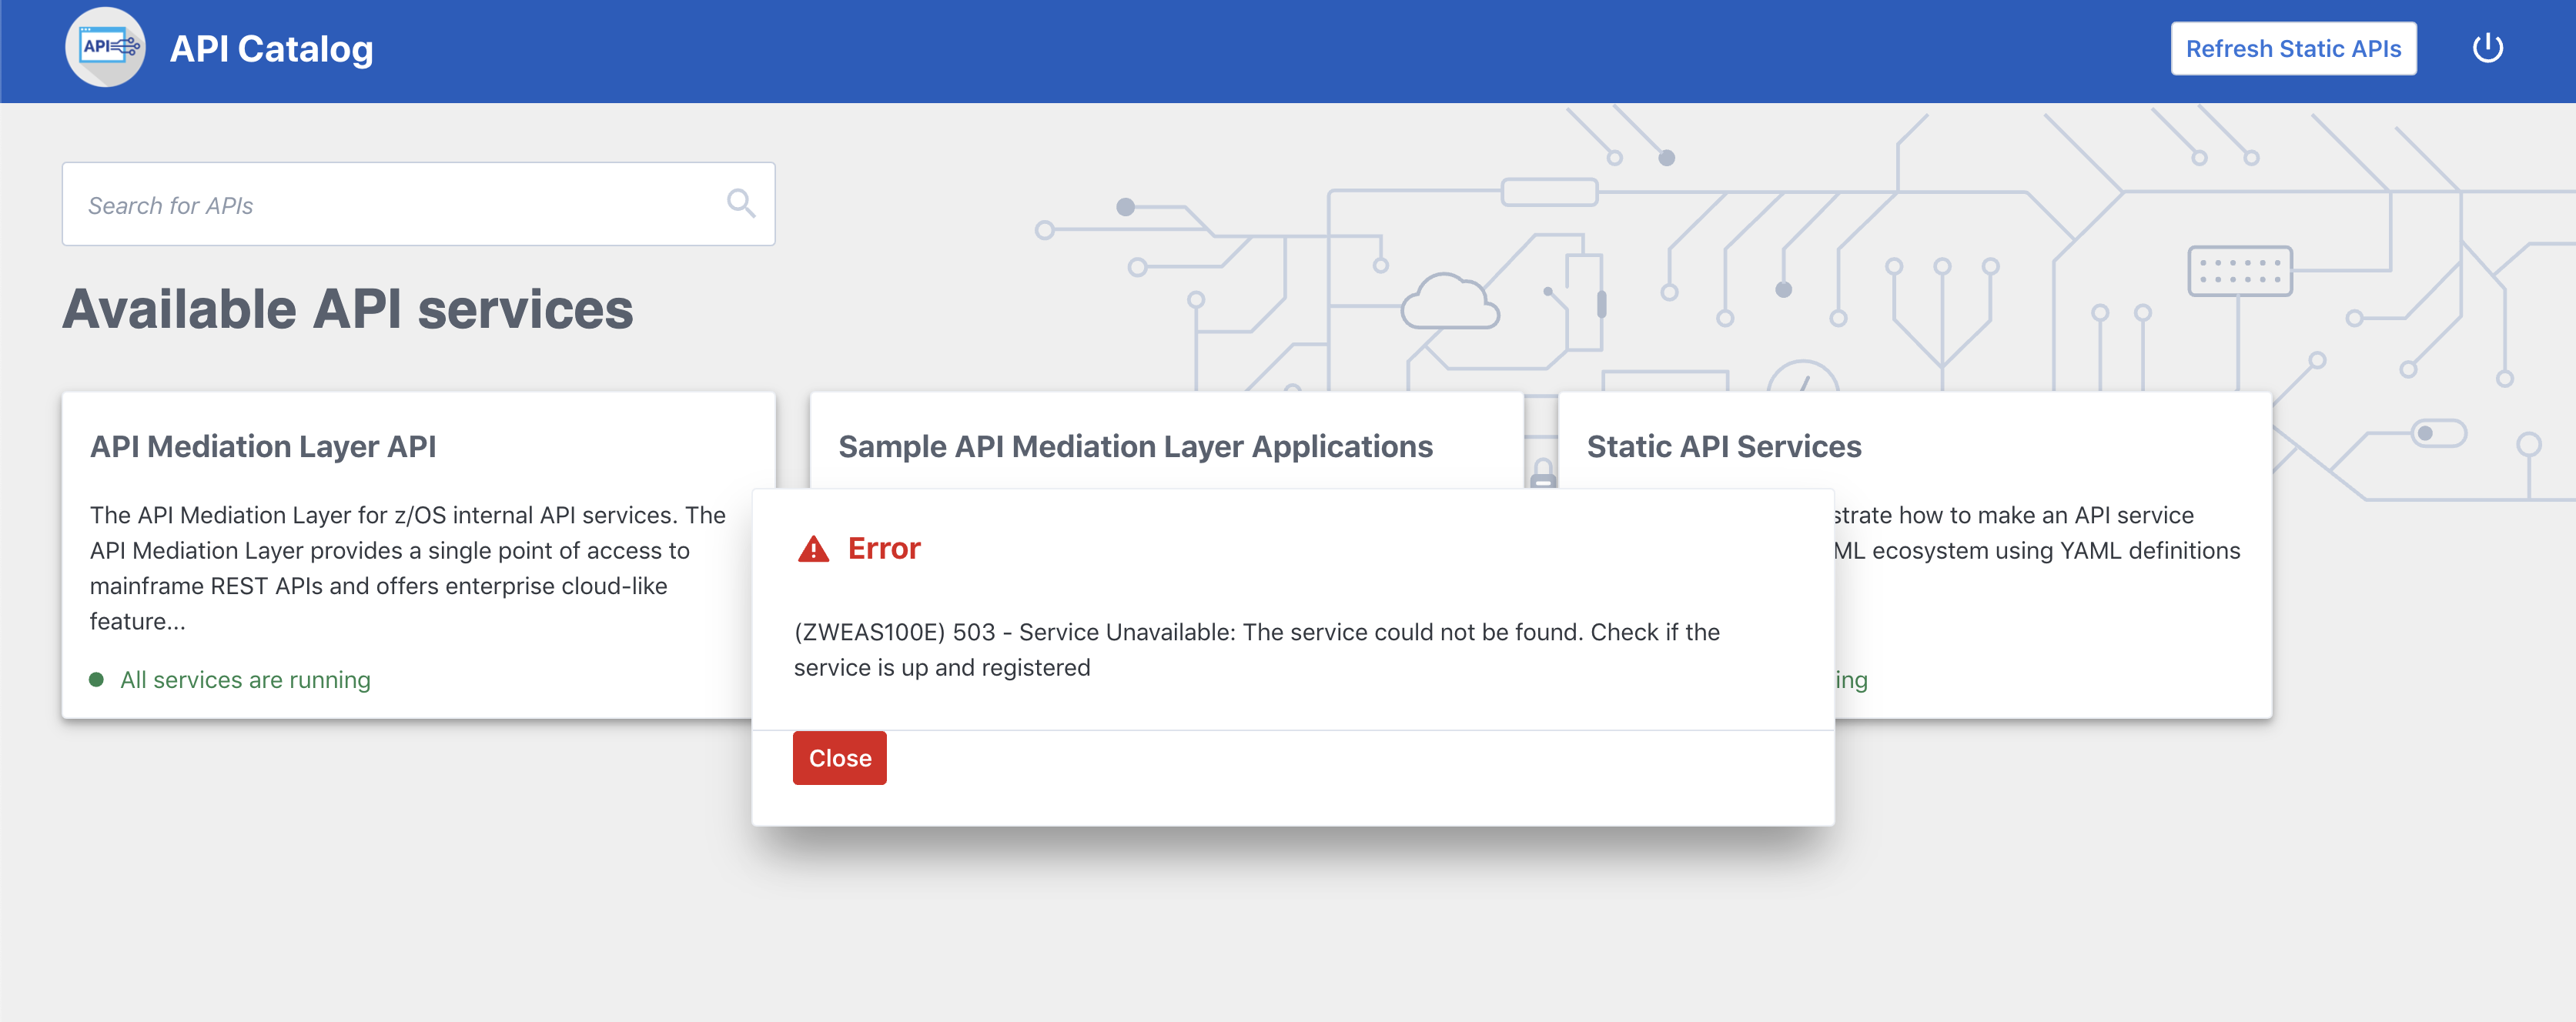 API
API Catalog
Refresh Static APIs
Search for APIs
Available API services
API Mediation Layer API
The API Mediation Layer for z/OS internal API services. The
API Mediation Layer provides a single point of access to
mainframe REST APIs and offers enterprise cloud-like
feature...
All services are running
Sample API Mediation Layer Applications
Static API Services
strate how to make an API service
ML ecosystem using YAML definitions
ing
Error
(ZWEAS100E) 503 - Service Unavailable: The service could not be found. Check if the
service is up and registered
Close